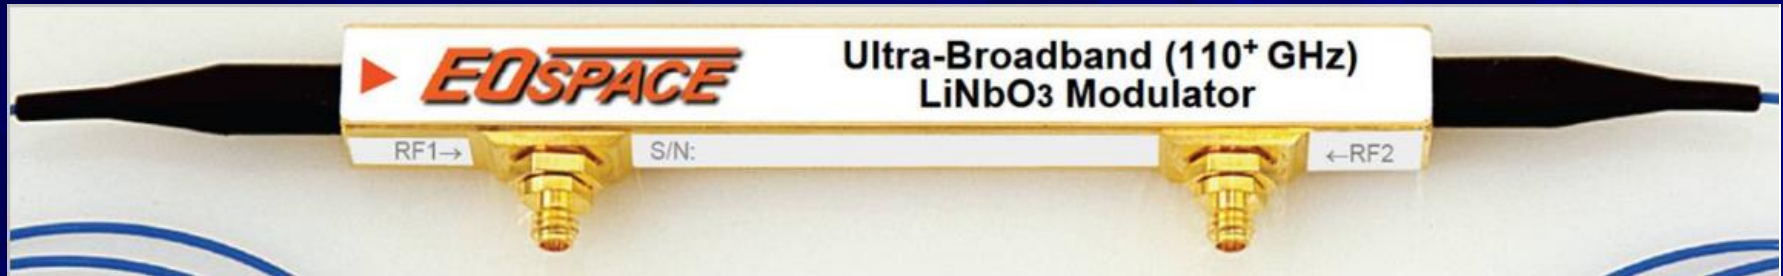 EOSPACE
Ultra-Broadband (110+ GHz)
LiNbO3 Modulator
RF1→
S/N:
←RF2